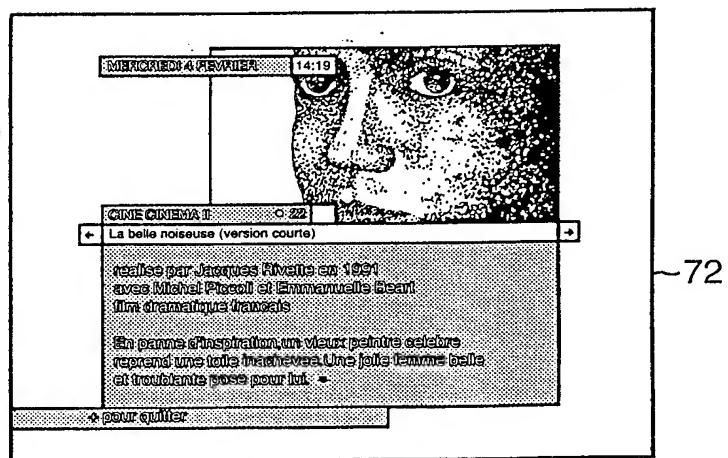 MERCREDI 4 FEVRIER 14:19
CINE CINEMA II 22
← La belle noiseuse (version courte) →
realise par Jacques Rivette en 1991
avec Michel Piccoli et Emmanuelle Beart
film dramatique francais
En panne d'inspiration,un vieux peintre celebre
reprend une toile inachevee.Une jolie femme belle
et troublante pose pour lui.
pour quitter
72